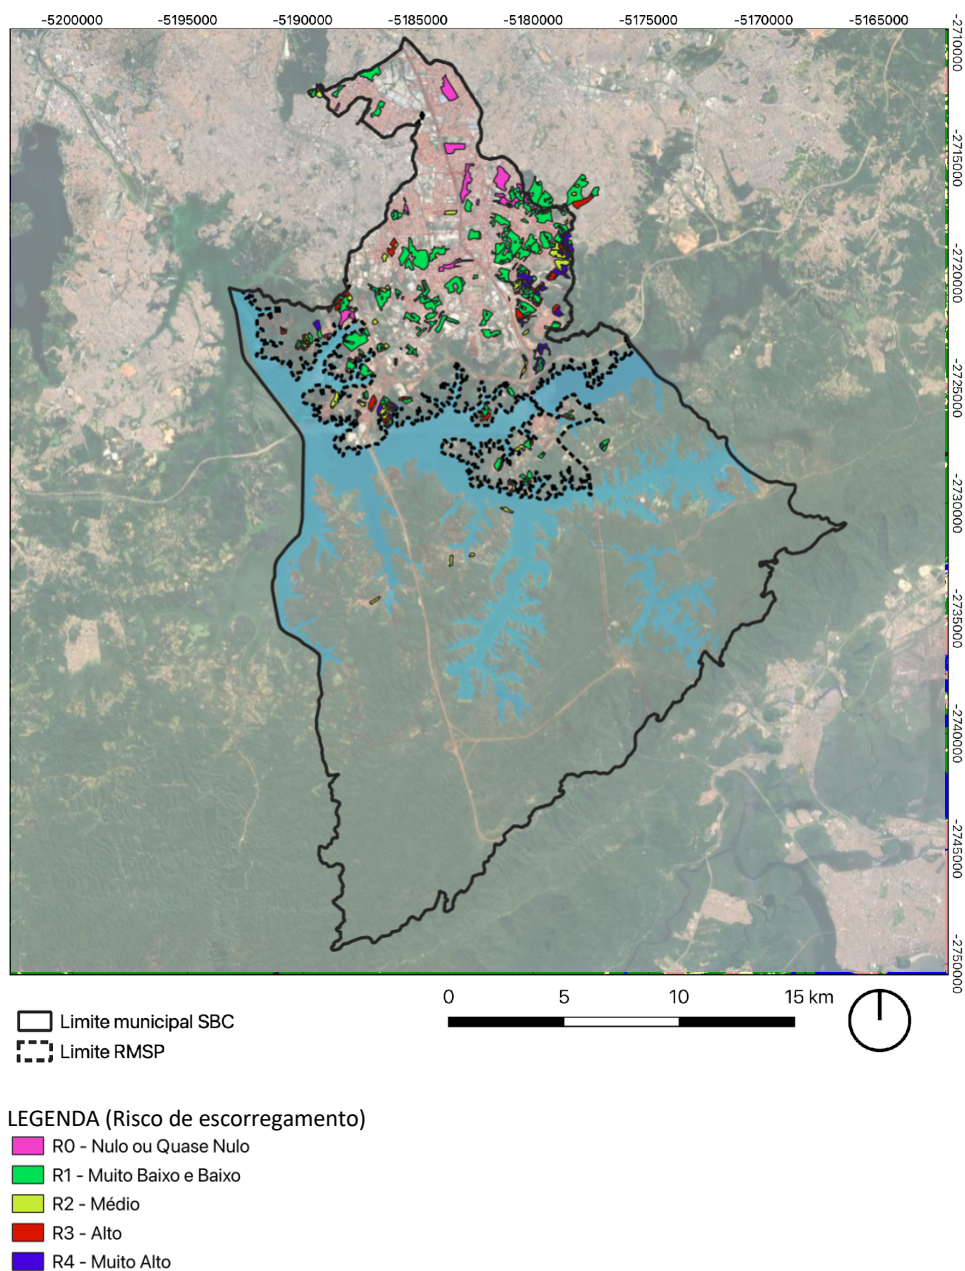 -5200000 -5195000 -5190000 -5185000 -5180000 -5175000 -5170000 -5165000
-2710000
-2715000
-2720000
-2725000
-2730000
-2735000
-2740000
-2745000
-2750000
0 5 10 15 km
Limite municipal SBC
Limite RMSP
LEGENDA (Risco de escorregamento)
R0 - Nulo ou Quase Nulo
R1 - Muito Baixo e Baixo
R2 - Médio
R3 - Alto
R4 - Muito Alto